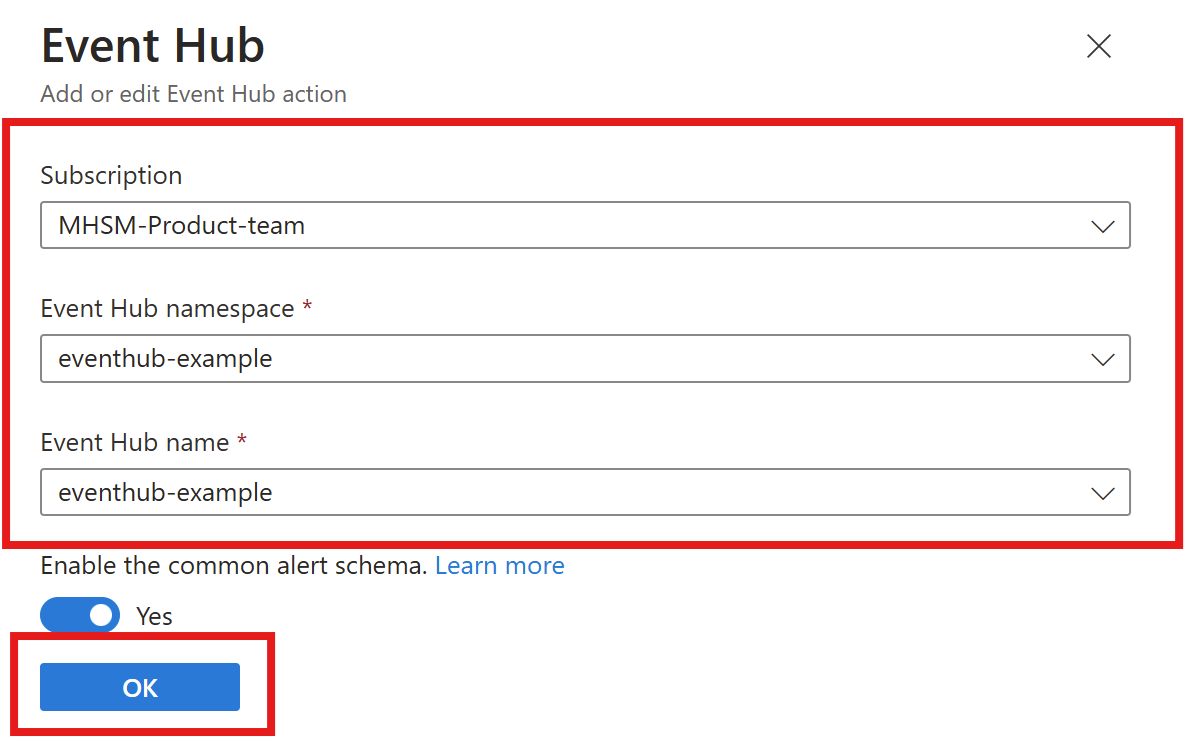 Event Hub
Add or edit Event Hub action
Subscription
MHSM-Product-team
Event Hub namespace *
eventhub-example
Event Hub name *
eventhub-example
Enable the common alert schema. Learn more
Yes
OK